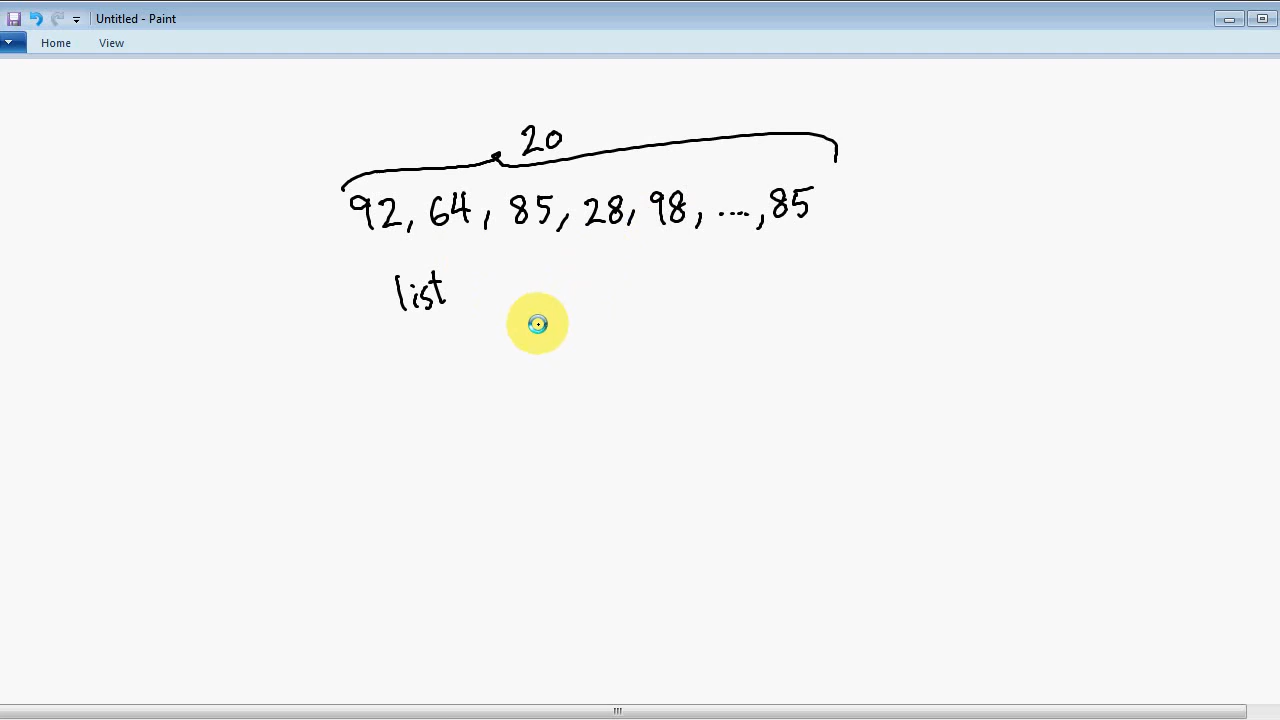 Untitled - Paint
Home View
20
92, 64, 85, 28, 98, ...., 85
list